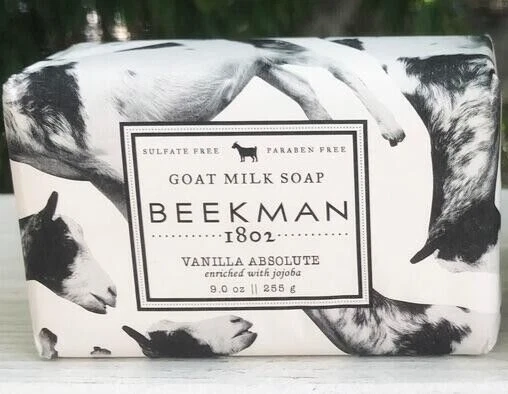 SULFATE FREE PARABEN FREE
GOAT MILK SOAP
BEEKMAN
1802
VANILLA ABSOLUTE
enriched with jojoba
9.0 oz || 255 g